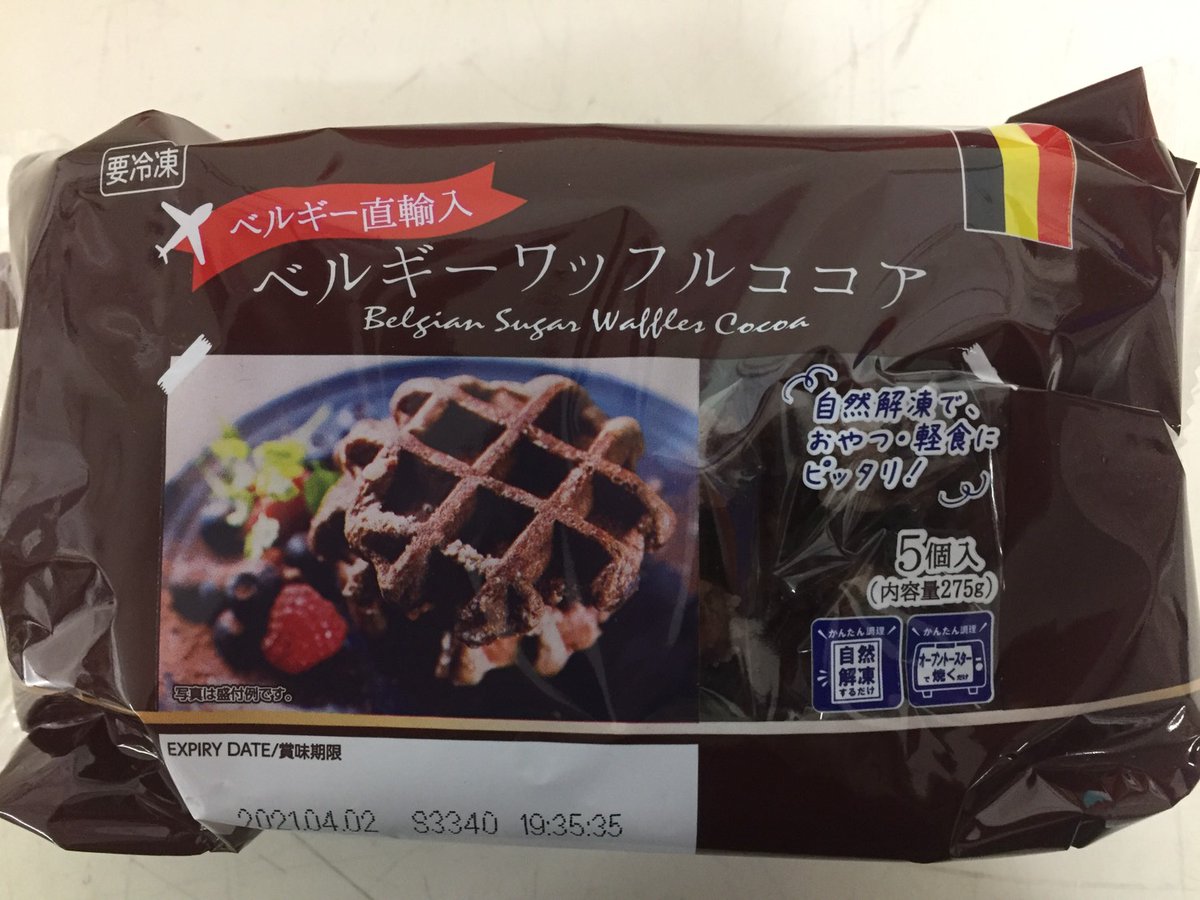 要冷凍
ベルギー直輸入
ベルギーワッフルココア
Belgian Sugar Waffles Cocoa
自然解凍で、
おやつ・軽食に
ピッタリ!
5個入
(内容量275g)
かんたん調理
自然
解凍
するだけ
かんたん調理
オーブントースター
で焼くだけ
写真は盛付例です。
EXPIRY DATE/賞味期限
2021.04.02 S3340 19:35:35